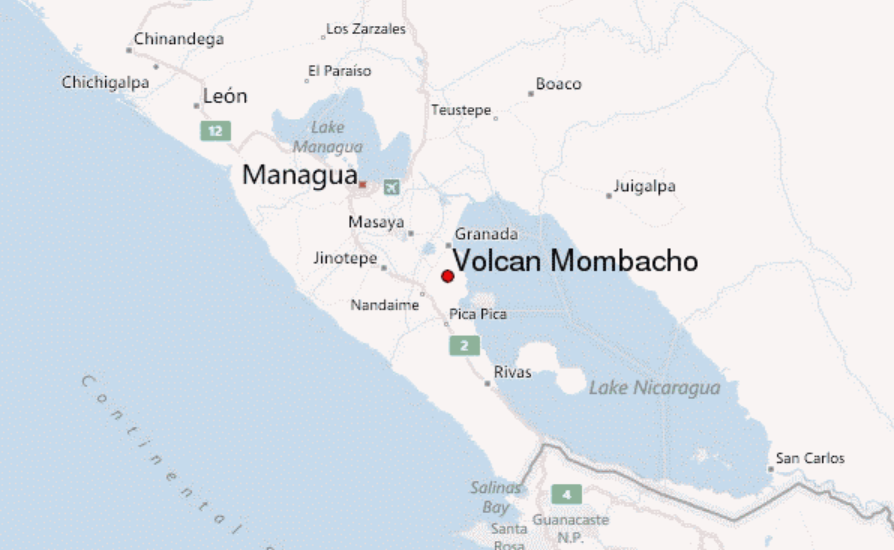 Los Zarzales
Chinandega
El Paraíso
Chichigalpa
Boaco
León
Teustepe
12
Lake
Managua
Managua
Juigalpa
Masaya
Granada
Jinotepe
Volcan Mombacho
Nandaime
Pica Pica
2
Rivas
Lake Nicaragua
Continental
San Carlos
Salinas
Bay
4
Guanacaste
N.P.
Santa
Rosa